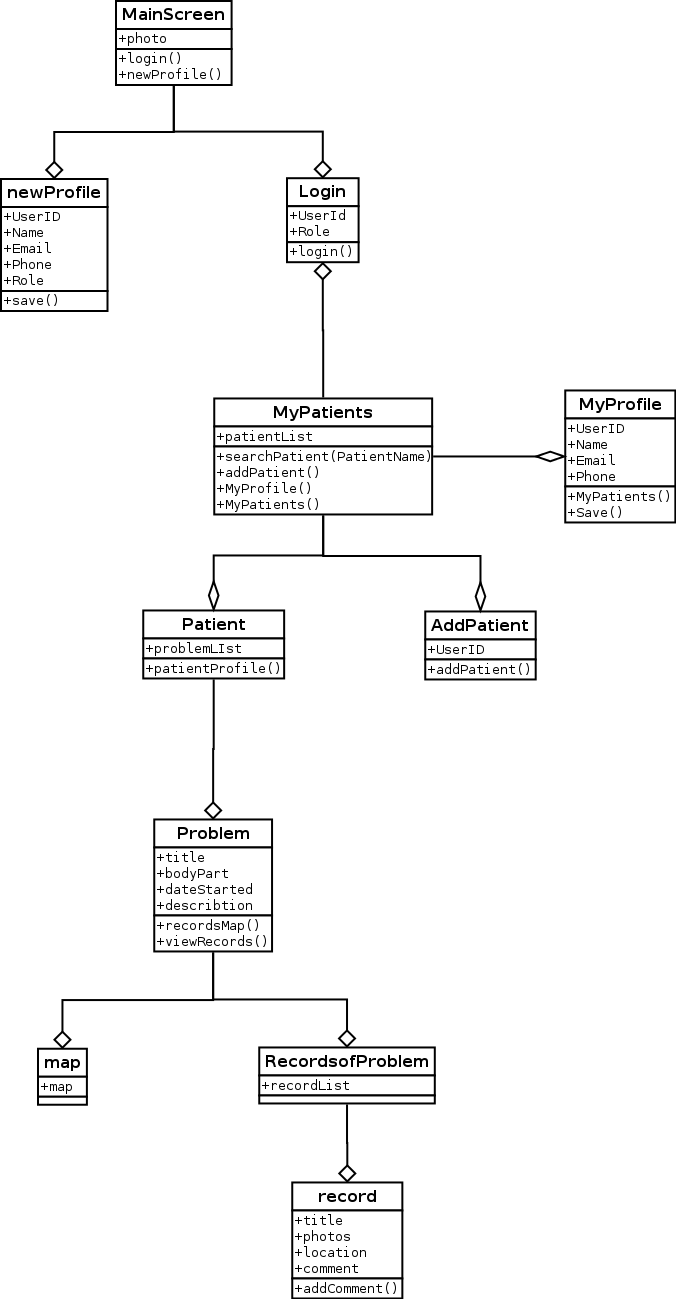 MainScreen
+photo
+login()
+newProfile()
newProfile
+UserID
+Name
+Email
+Phone
+Role
+save()
Login
+UserId
+Role
+login()
MyPatients
+patientList
+searchPatient(PatientName)
+addPatient()
+MyProfile()
+MyPatients()
MyProfile
+UserID
+Name
+Email
+Phone
+MyPatients()
+Save()
Patient
+problemLIst
+patientProfile()
AddPatient
+UserID
+addPatient()
Problem
+title
+bodyPart
+dateStarted
+describtion
+recordsMap()
+viewRecords()
map
+map
RecordsofProblem
+recordList
record
+title
+photos
+location
+comment
+addComment()